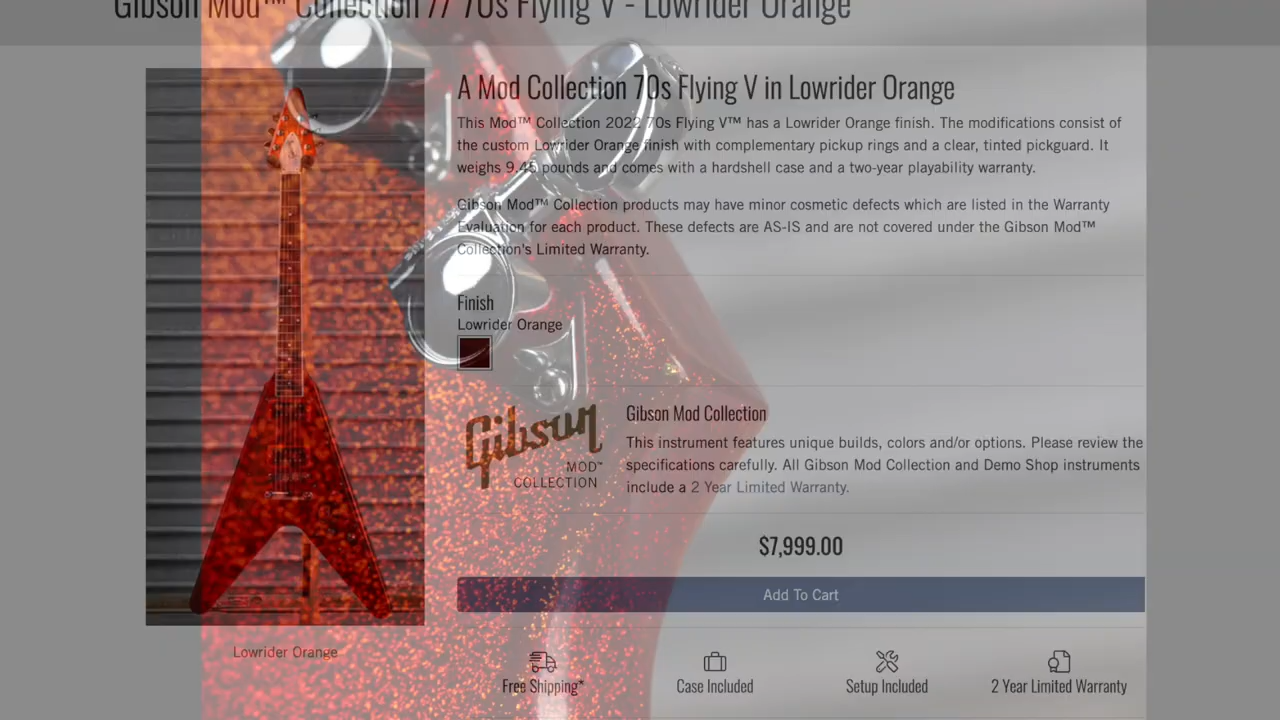 Gibson Mod™ Collection // 70s Flying V - Lowrider Orange
A Mod Collection 70s Flying V in Lowrider Orange
This Mod™ Collection 2022 70s Flying V™ has a Lowrider Orange finish. The modifications consist of
the custom Lowrider Orange finish with complementary pickup rings and a clear, tinted pickguard. It
weighs 9.45 pounds and comes with a hardshell case and a two-year playability warranty.
Gibson Mod™ Collection products may have minor cosmetic defects which are listed in the Warranty
Evaluation for each product. These defects are AS-IS and are not covered under the Gibson Mod™
Collection's Limited Warranty.
Finish
Lowrider Orange
Gibson
MOD™
COLLECTION
Gibson Mod Collection
This instrument features unique builds, colors and/or options. Please review the
specifications carefully. All Gibson Mod Collection and Demo Shop instruments
include a 2 Year Limited Warranty.
$7,999.00
Add To Cart
Lowrider Orange
Free Shipping*
Case Included
Setup Included
2 Year Limited Warranty